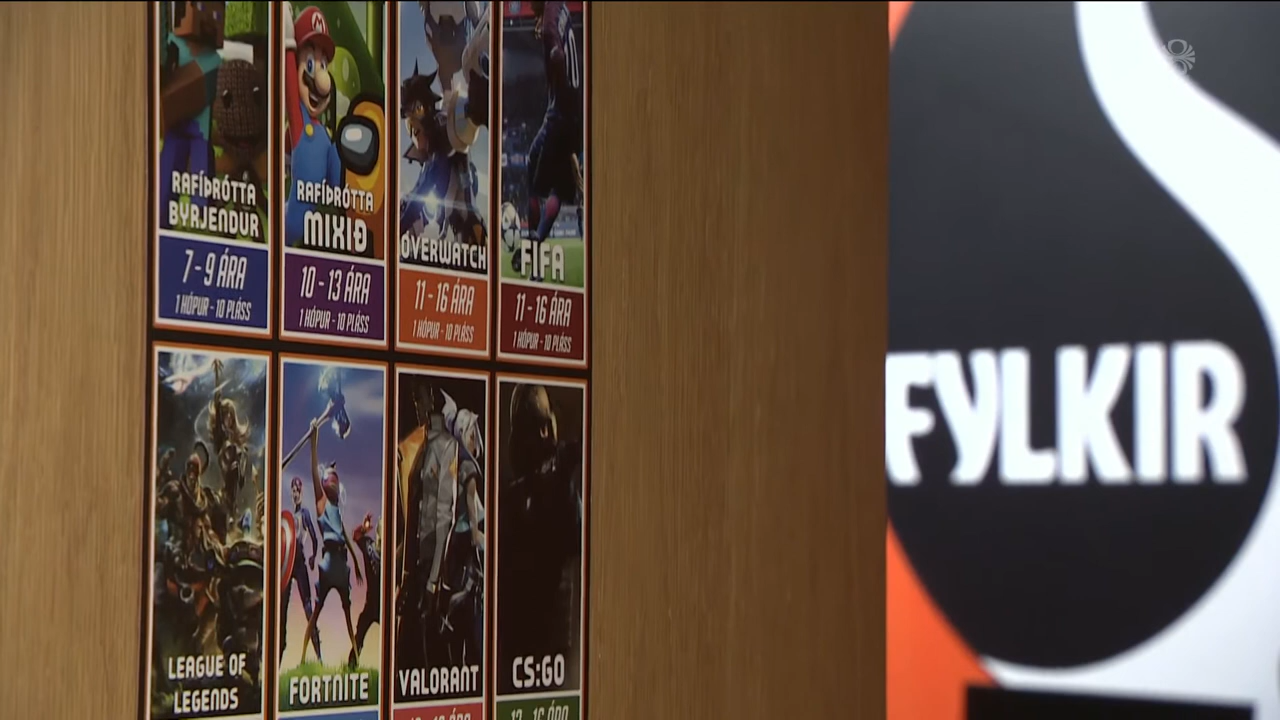 RAFÍÞRÓTTA
BYRJENDUR
7 - 9 ÁRA
1 HÓPUR - 10 PLÁSS
RAFÍÞRÓTTA
MIXIÐ
10 - 13 ÁRA
1 HÓPUR - 10 PLÁSS
OVERWATCH
11 - 16 ÁRA
1 HÓPUR - 10 PLÁSS
FIFA
11 - 16 ÁRA
1 HÓPUR - 10 PLÁSS
LEAGUE OF
LEGENDS
FORTNITE
VALORANT
CS:GO
FYLKIR